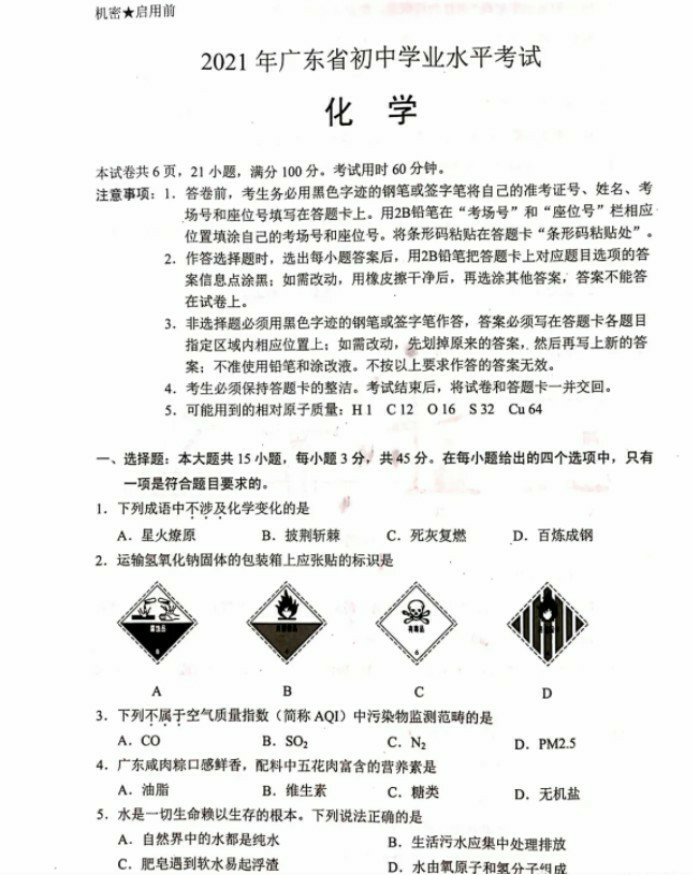 机密★启用前
2021 年广东省初中学业水平考试
化 学
本试卷共 6 页，21 小题，满分 100 分。考试用时 60 分钟。
注意事项：1．答卷前，考生务必用黑色字迹的钢笔或签字笔将自己的准考证号、姓名、考
场号和座位号填写在答题卡上。用2B铅笔在“考场号”和“座位号”栏相应
位置填涂自己的考场号和座位号。将条形码粘贴在答题卡“条形码粘贴处”。
2．作答选择题时，选出每小题答案后，用2B铅笔把答题卡上对应题目选项的答
案信息点涂黑；如需改动，用橡皮擦干净后，再选涂其他答案，答案不能答
在试卷上。
3．非选择题必须用黑色字迹的钢笔或签字笔作答，答案必须写在答题卡各题目
指定区域内相应位置上；如需改动，先划掉原来的答案，然后再写上新的答
案；不准使用铅笔和涂改液。不按以上要求作答的答案无效。
4．考生必须保持答题卡的整洁。考试结束后，将试卷和答题卡一并交回。
5．可能用到的相对原子质量：H 1 C 12 O 16 S 32 Cu 64
一、选择题：本大题共 15 小题，每小题 3 分，共 45 分。在每小题给出的四个选项中，只有
一项是符合题目要求的。
1．下列成语中不涉及化学变化的是
A．星火燎原 B．披荆斩棘 C．死灰复燃 D．百炼成钢
2．运输氢氧化钠固体的包装箱上应张贴的标识是
腐蚀品 8 有毒品 6
A B C D
3．下列不属于空气质量指数（简称 AQI）中污染物监测范畴的是
A．CO B．SO₂ C．N₂ D．PM2.5
4．广东咸肉粽口感鲜香，配料中五花肉富含的营养素是
A．油脂 B．维生素 C．糖类 D．无机盐
5．水是一切生命赖以生存的根本。下列说法正确的是
A．自然界中的水都是纯水 B．生活污水应集中处理排放
C．肥皂遇到软水易起浮渣 D．水由氧原子和氢分子组成